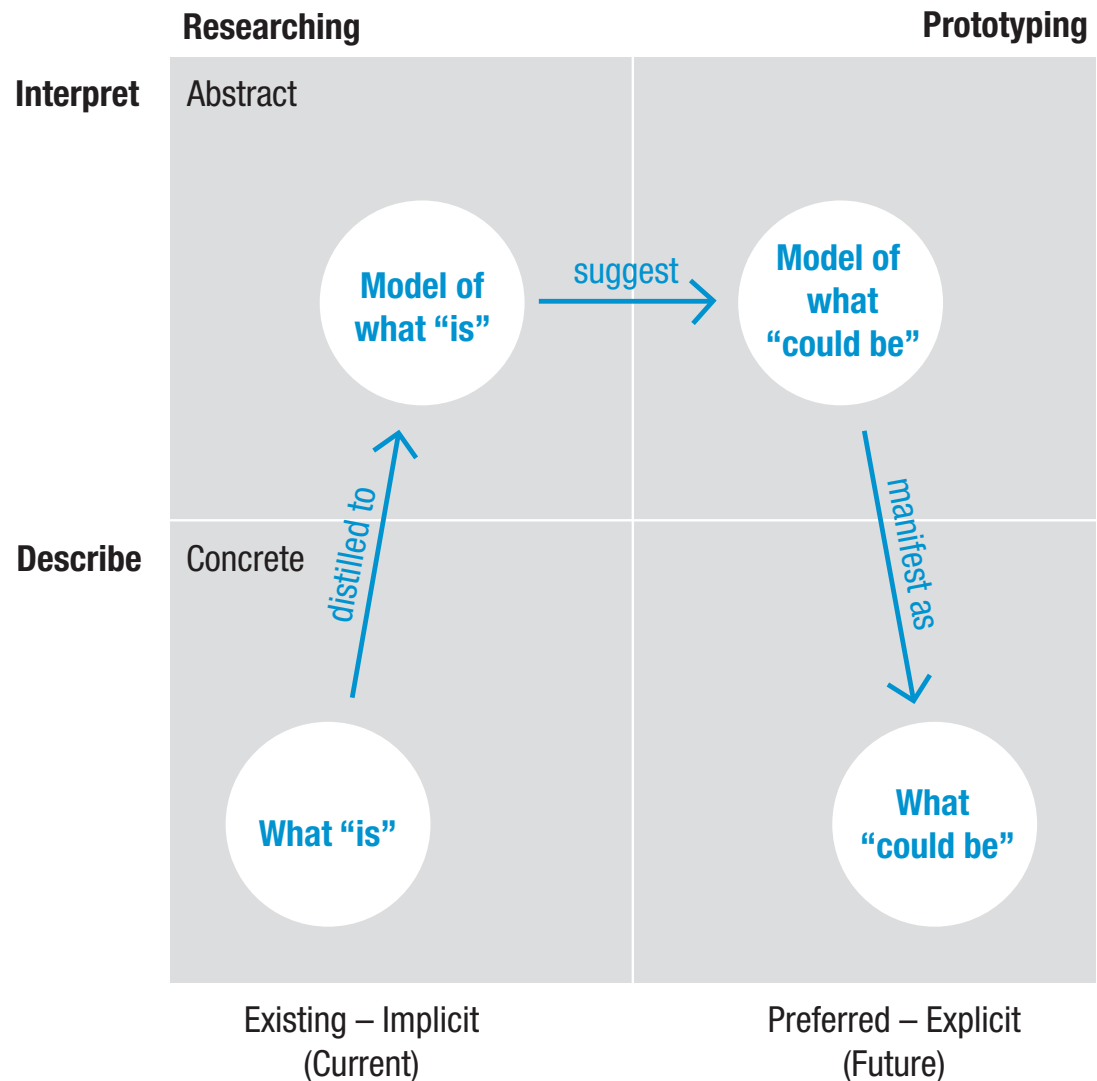 Researching
Prototyping
Interpret
Abstract
Model of
what “is”
suggest
Model of
what
“could be”
distilled to
manifest as
Describe
Concrete
What “is”
What
“could be”
Existing – Implicit
(Current)
Preferred – Explicit
(Future)